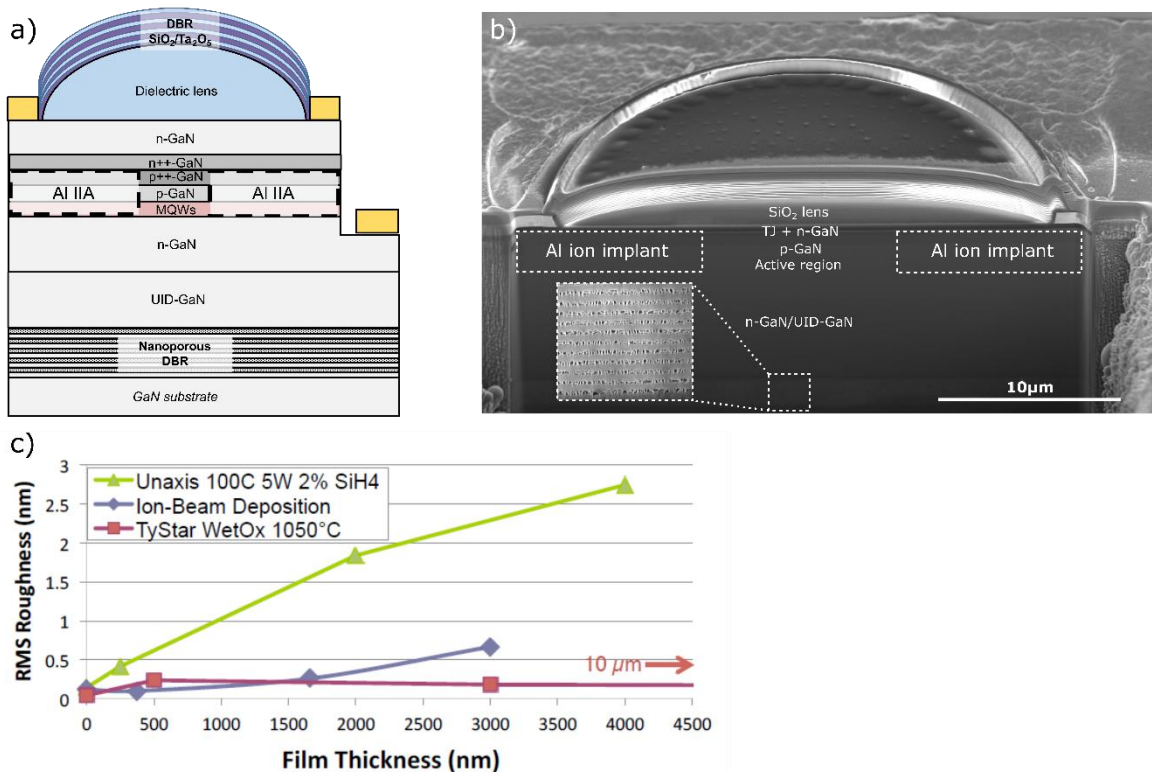 a)
DBR
SiO₂/Ta₂O₅
Dielectric lens
n-GaN
n++-GaN
p++-GaN
Al IIA
p-GaN
Al IIA
MQWs
n-GaN
UID-GaN
Nanoporous
DBR
GaN substrate
b)
SiO₂ lens
TJ + n-GaN
Al ion implant
p-GaN
Al ion implant
Active region
n-GaN/UID-GaN
10µm
c)
3
2.5
2
1.5
1
0.5
0
RMS Roughness (nm)
Unaxis 100C 5W 2% SiH4
Ion-Beam Deposition
TyStar WetOx 1050°C
10 µm
0 500 1000 1500 2000 2500 3000 3500 4000 4500
Film Thickness (nm)